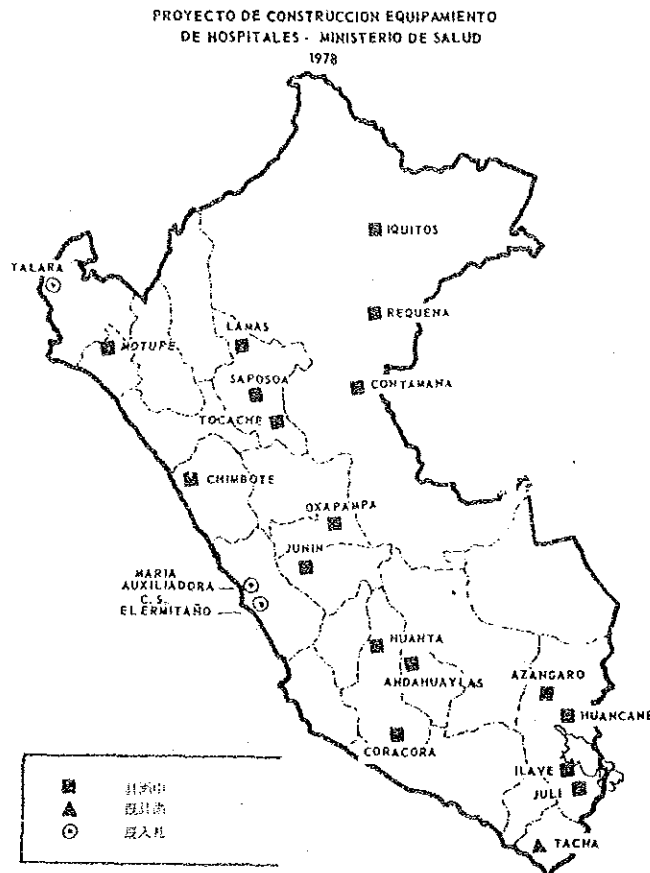 PROYECTO DE CONSTRUCCION EQUIPAMIENTO
DE HOSPITALES - MINISTERIO DE SALUD
1978
IQUITOS
TALARA
REQUENA
LAMAS
MOTUPE
SAPOSOA
CONTAMANA
TOCACHE
CHIMBOTE
OXAPAMPA
JUNIN
MARIA
AUXILIADORA
C. S.
EL ERMITAÑO
HUANTA
ANDAHUAYLAS
AZANGARO
HUANCANE
CORACORA
ILAVE
JULI
TACNA